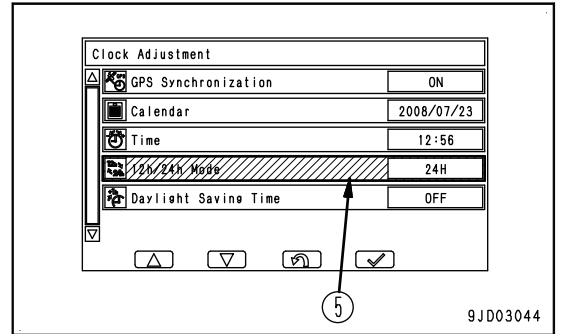 Clock Adjustment
GPS Synchronization ON
Calendar 2008/07/23
Time 12:56
12h/24h Mode 24H
Daylight Saving Time OFF
5
9JD03044